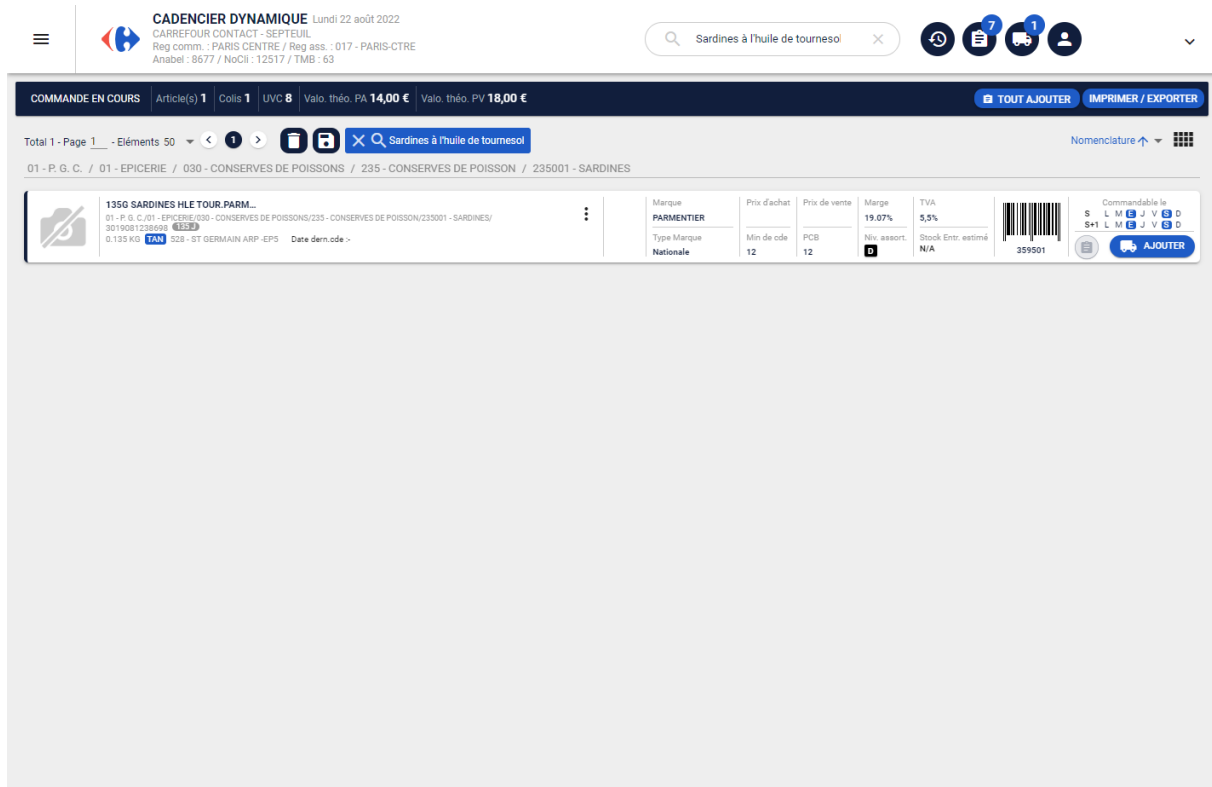 CADENCIER DYNAMIQUE Lundi 22 août 2022
CARREFOUR CONTACT - SEPTEUIL
Reg comm. : PARIS CENTRE / Reg ass. : 017 - PARIS-CTRE
Anabel : 8677 / NoCli : 12517 / TMB : 63
Sardines à l'huile de tournesol
7
1
COMMANDE EN COURS Article(s) 1 Colis 1 UVC 8 Valo. théo. PA 14,00 € Valo. théo. PV 18,00 €
TOUT AJOUTER
IMPRIMER / EXPORTER
Total 1 - Page 1 - Eléments 50
1
Sardines à l'huile de tournesol
Nomenclature
01 - P. G. C. / 01 - EPICERIE / 030 - CONSERVES DE POISSONS / 235 - CONSERVES DE POISSON / 235001 - SARDINES
135G SARDINES HLE TOUR.PARM...
01 - P. G. C./01 - EPICERIE/030 - CONSERVES DE POISSONS/235 - CONSERVES DE POISSON/235001 - SARDINES/
3019081238698 135 J
0.135 KG TAN 528 - ST GERMAIN ARP -EP5 Date dern.cde >
Marque
PARMENTIER
Type Marque
Nationale
Prix d'achat
Min de cde
12
Prix de vente
PCB
12
Marge
19.07%
Niv. assort.
D
TVA
5,5%
Stock Entr. estimé
N/A
359501
Commandable le
S L M E J V S D
S+1 L M E J V S D
AJOUTER